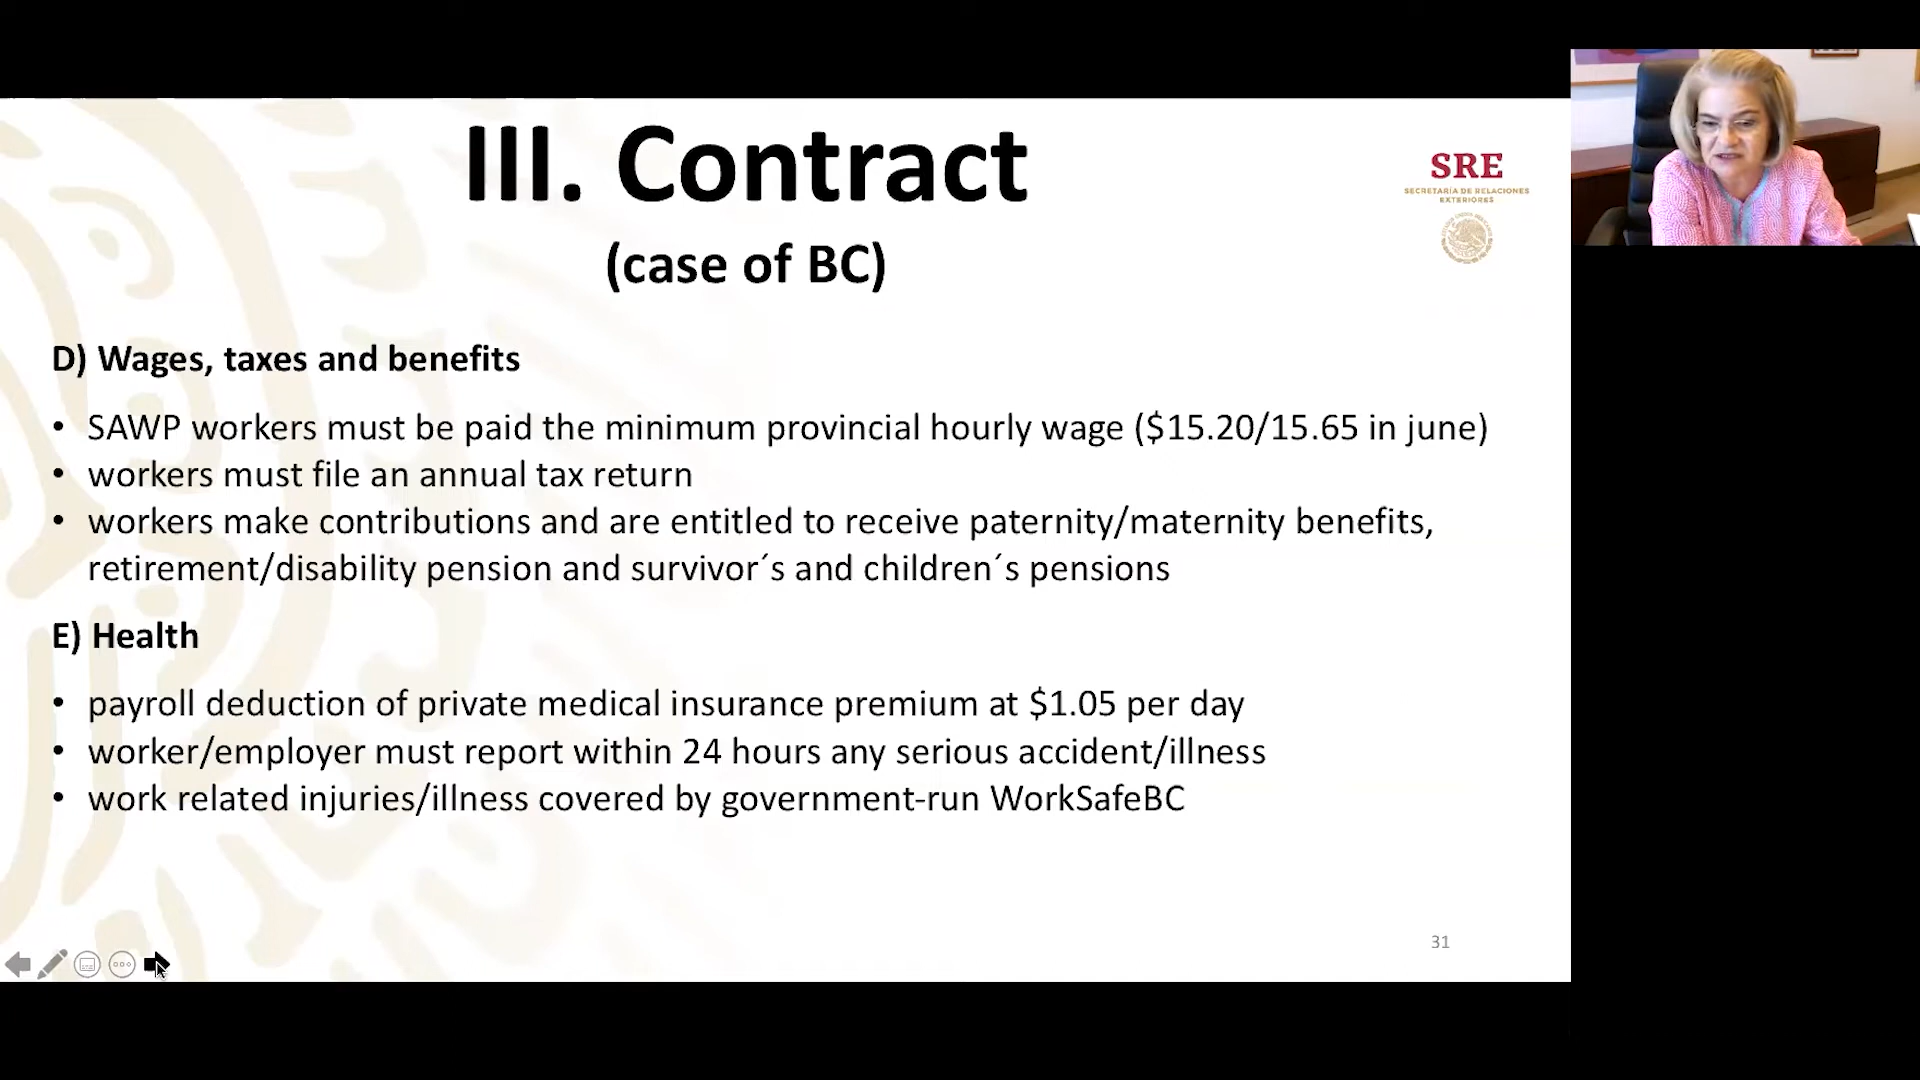 III. Contract
(case of BC)
SRE
SECRETARÍA DE RELACIONES
EXTERIORES
D) Wages, taxes and benefits
• SAWP workers must be paid the minimum provincial hourly wage ($15.20/15.65 in june)
• workers must file an annual tax return
• workers make contributions and are entitled to receive paternity/maternity benefits,
retirement/disability pension and survivor´s and children´s pensions
E) Health
• payroll deduction of private medical insurance premium at $1.05 per day
• worker/employer must report within 24 hours any serious accident/illness
• work related injuries/illness covered by government-run WorkSafeBC
31